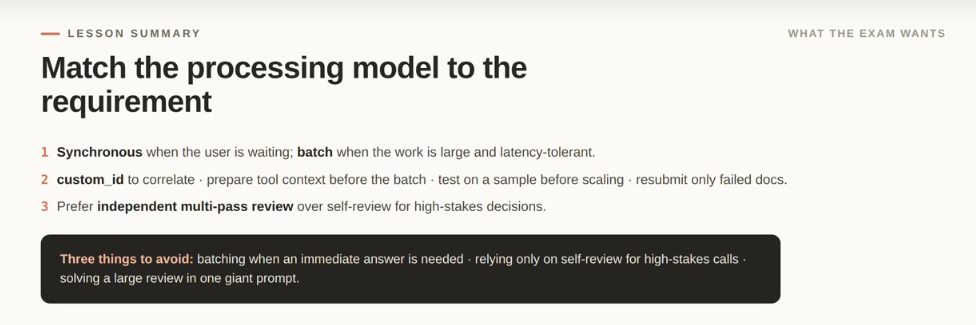 LESSON SUMMARY
WHAT THE EXAM WANTS
Match the processing model to the
requirement
1 Synchronous when the user is waiting; batch when the work is large and latency-tolerant.
2 custom_id to correlate · prepare tool context before the batch · test on a sample before scaling · resubmit only failed docs.
3 Prefer independent multi-pass review over self-review for high-stakes decisions.
Three things to avoid: batching when an immediate answer is needed · relying only on self-review for high-stakes calls ·
solving a large review in one giant prompt.